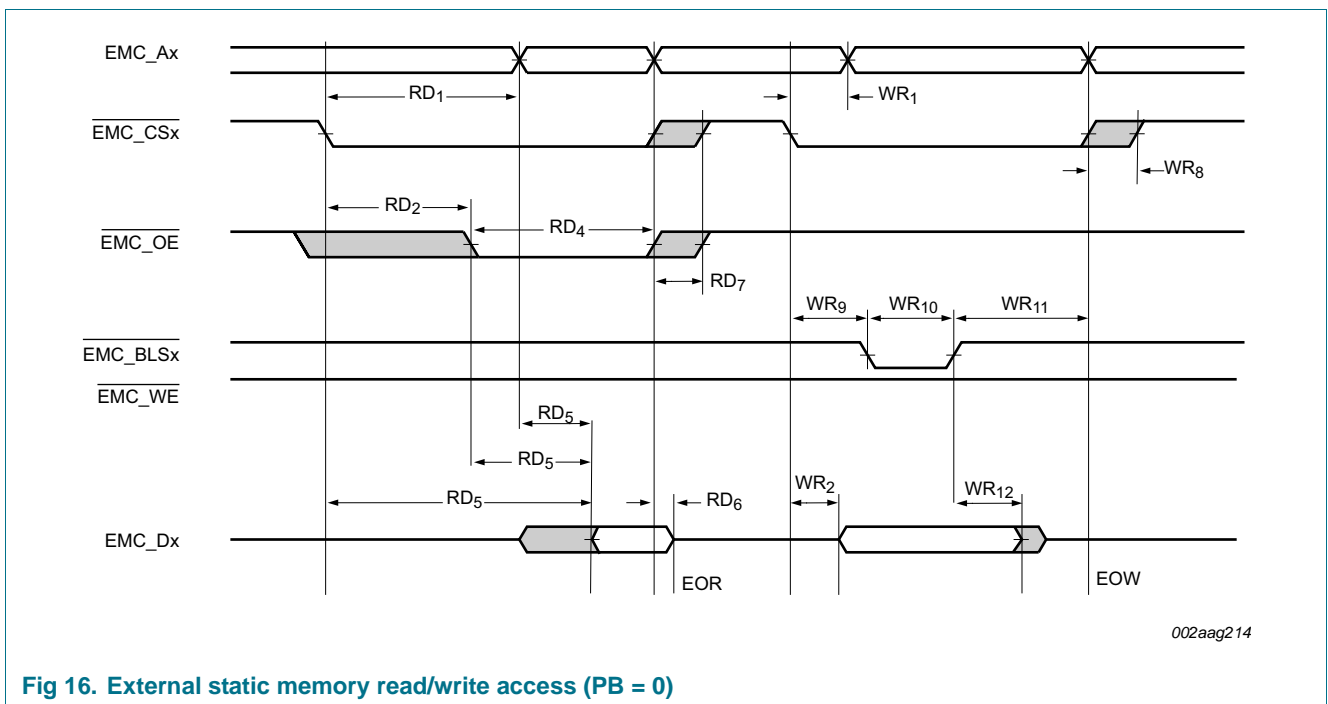 EMC_Ax
RD1
WR1
EMC_CSx
WR8
RD2
RD4
EMC_OE
RD7
WR9
WR10
WR11
EMC_BLSx
EMC_WE
RD5
RD5
RD5
RD6
WR2
WR12
EMC_Dx
EOR
EOW
002aag214
Fig 16. External static memory read/write access (PB = 0)